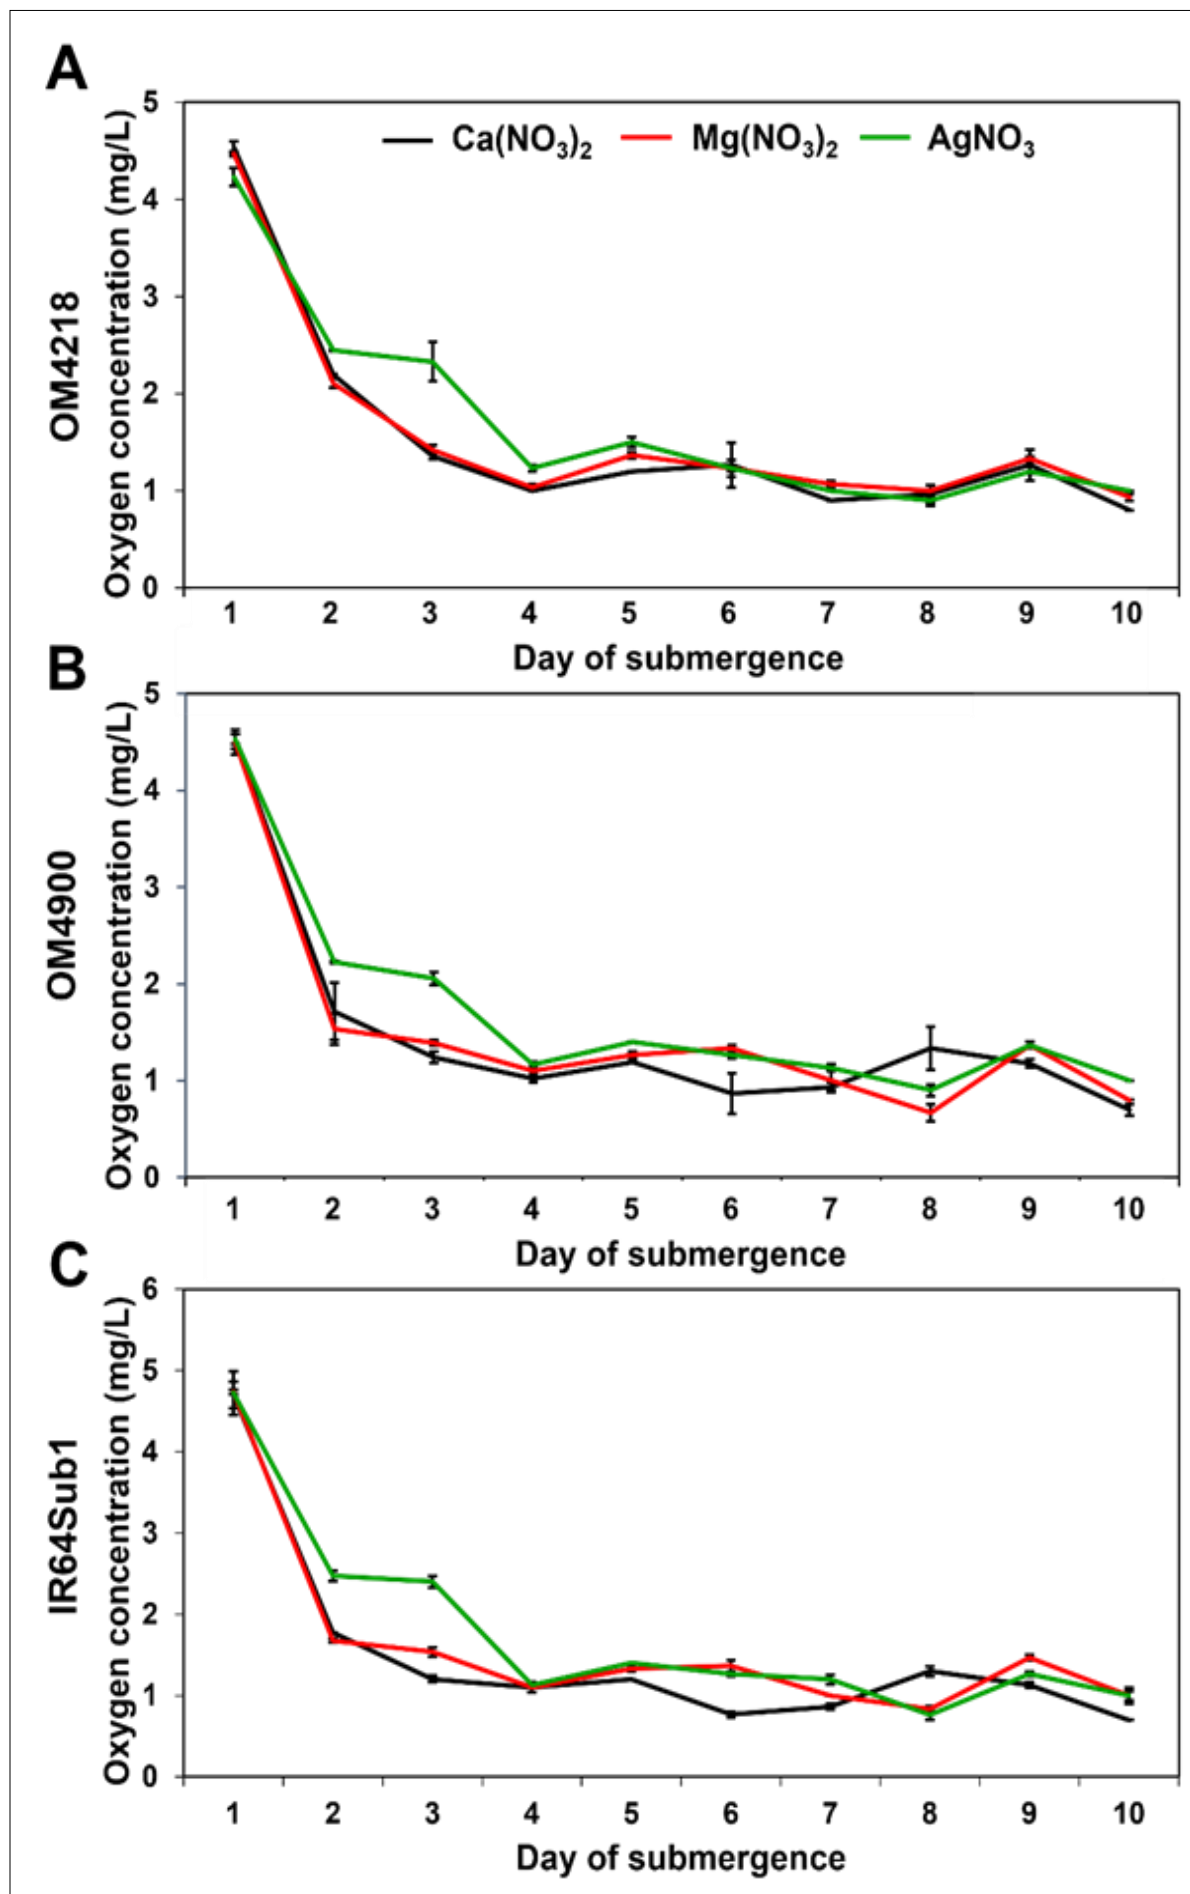 A
OM4218
Oxygen concentration (mg/L)
5
4
3
2
1
0
Ca(NO₃)₂ Mg(NO₃)₂ AgNO₃
1 2 3 4 5 6 7 8 9 10
Day of submergence
B
OM4900
Oxygen concentration (mg/L)
5
4
3
2
1
0
1 2 3 4 5 6 7 8 9 10
Day of submergence
C
IR64Sub1
Oxygen concentration (mg/L)
6
5
4
3
2
1
0
1 2 3 4 5 6 7 8 9 10
Day of submergence